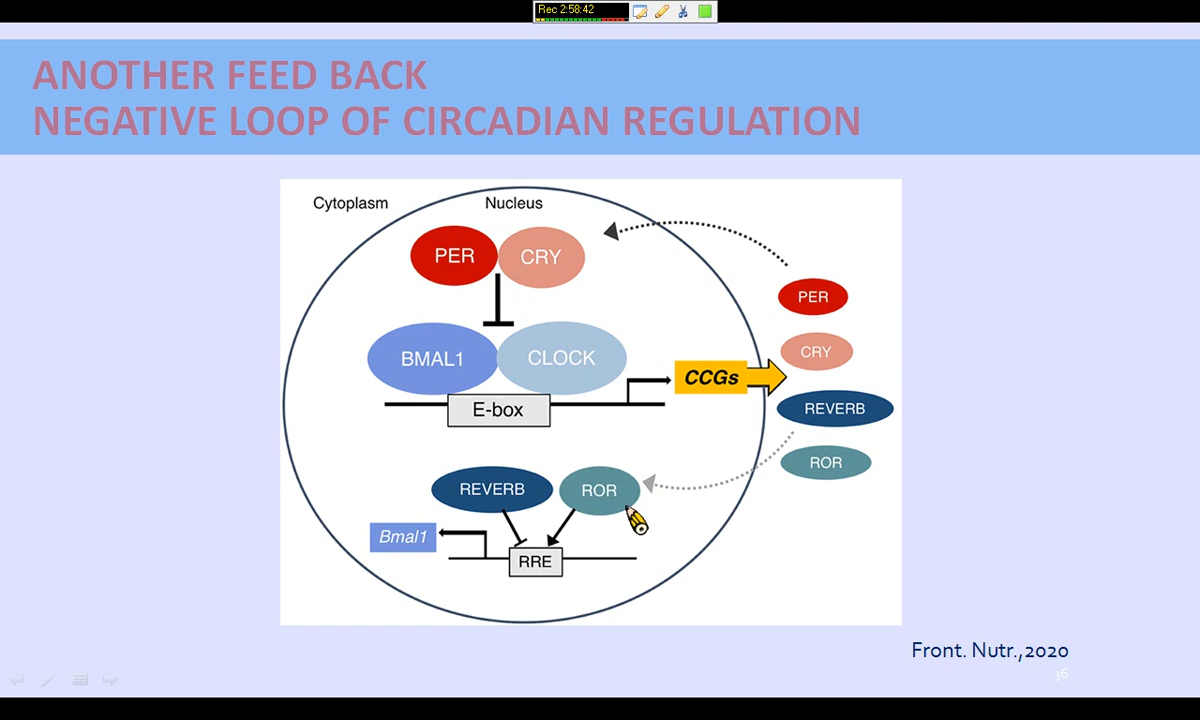 Rec 2:58:42
ANOTHER FEED BACK
NEGATIVE LOOP OF CIRCADIAN REGULATION
Cytoplasm
Nucleus
PER
CRY
PER
CRY
BMAL1
CLOCK
CCGs
E-box
REVERB
ROR
REVERB
ROR
Bmal1
RRE
Front. Nutr.,2020
36